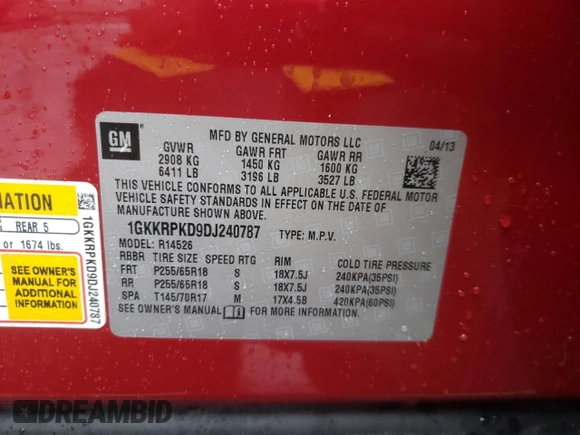 GM
MFD BY GENERAL MOTORS LLC
04/13
GVWR GAWR FRT GAWR RR
2908 KG 1450 KG 1600 KG
6411 LB 3196 LB 3527 LB
THIS VEHICLE CONFORMS TO ALL APPLICABLE U.S. FEDERAL MOTOR
VEHICLE SAFETY STANDARDS IN EFFECT ON THE DATE OF
MANUFACTURE SHOWN ABOVE.
1GKKRPKD9DJ240787 TYPE: M.P.V.
MODEL: R14526
RBBR TIRE SIZE SPEED RTG RIM COLD TIRE PRESSURE
FRT P255/65R18 S 18X7.5J 240KPA(35PSI)
RR P255/65R18 S 18X7.5J 240KPA(35PSI)
SPA T145/70R17 M 17X4.5B 420KPA(60PSI)
SEE OWNER'S MANUAL FOR MORE INFORMATION.
MATION
REAR 5
or 1674 lbs.
SEE OWNER'S
MANUAL FOR
ADDITIONAL
INFORMATION
1GKKRPKD9DJ240787
DREAMBID